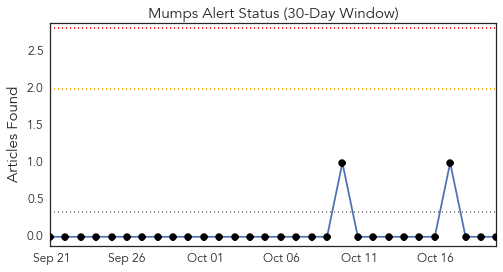 Mumps Alert Status (30-Day Window)
Articles Found
2.5
2.0
1.5
1.0
0.5
0.0
Sep 21 Sep 26 Oct 01 Oct 06 Oct 11 Oct 16